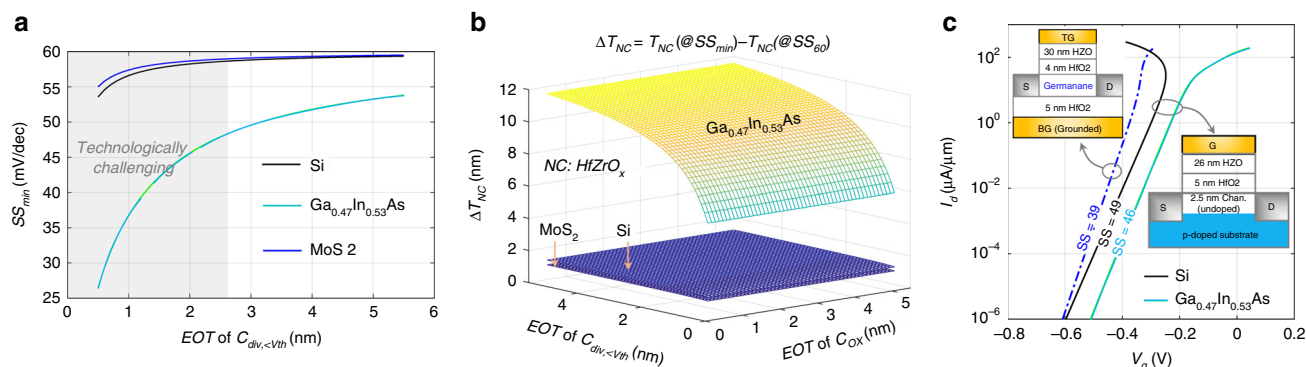 a
60
55
50
45
40
35
30
25
0
1
2
3
4
5
6
SS_min (mV/dec)
EOT of C_div,<Vth (nm)
Technologically
challenging
Si
Ga0.47In0.53As
MoS 2
b
ΔT_NC = T_NC (@SS_min)−T_NC(@SS_60)
12
10
8
6
4
2
0
ΔT_NC (nm)
Ga0.47In0.53As
NC: HfZrO_x
MoS2
Si
4
2
0
EOT of C_div,<Vth (nm)
0
1
2
3
4
5
EOT of C_Ox (nm)
c
10^2
10^0
10^−2
10^−4
10^−6
−0.8
−0.6
−0.4
−0.2
0
0.2
I_d (μA/μm)
V_g (V)
TG
30 nm HZO
4 nm HfO2
S
Germanane
D
5 nm HfO2
BG (Grounded)
G
26 nm HZO
5 nm HfO2
2.5 nm Chan.
(undoped)
S
D
p-doped substrate
SS = 39
SS = 49
SS = 46
Si
Ga0.47In0.53As